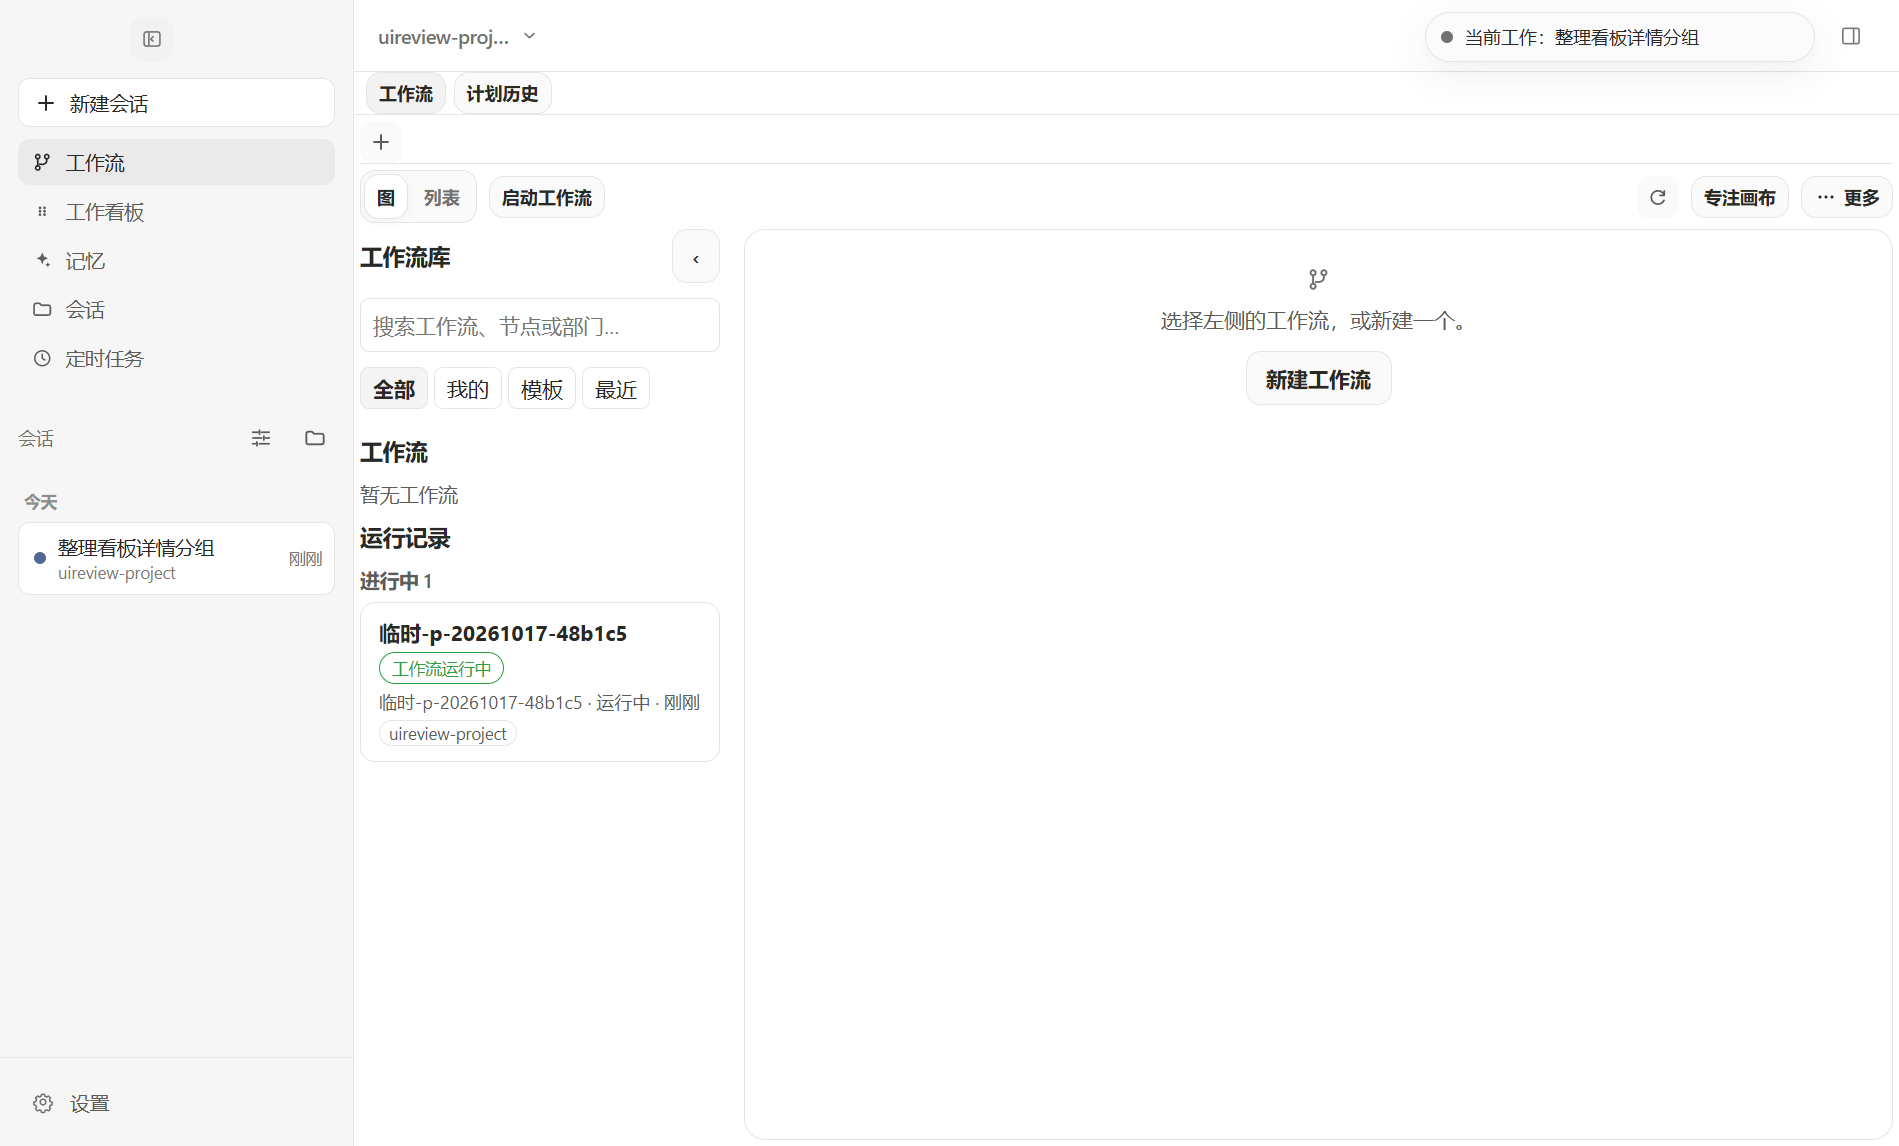 新建会话
工作流
工作看板
记忆
会话
定时任务
会话
今天
整理看板详情分组
uireview-project
刚刚
设置
uireview-proj...
当前工作：整理看板详情分组
工作流
计划历史
图
列表
启动工作流
专注画布
更多
工作流库
搜索工作流、节点或部门...
全部
我的
模板
最近
工作流
暂无工作流
运行记录
进行中 1
临时-p-20261017-48b1c5
工作流运行中
临时-p-20261017-48b1c5 · 运行中 · 刚刚
uireview-project
选择左侧的工作流，或新建一个。
新建工作流